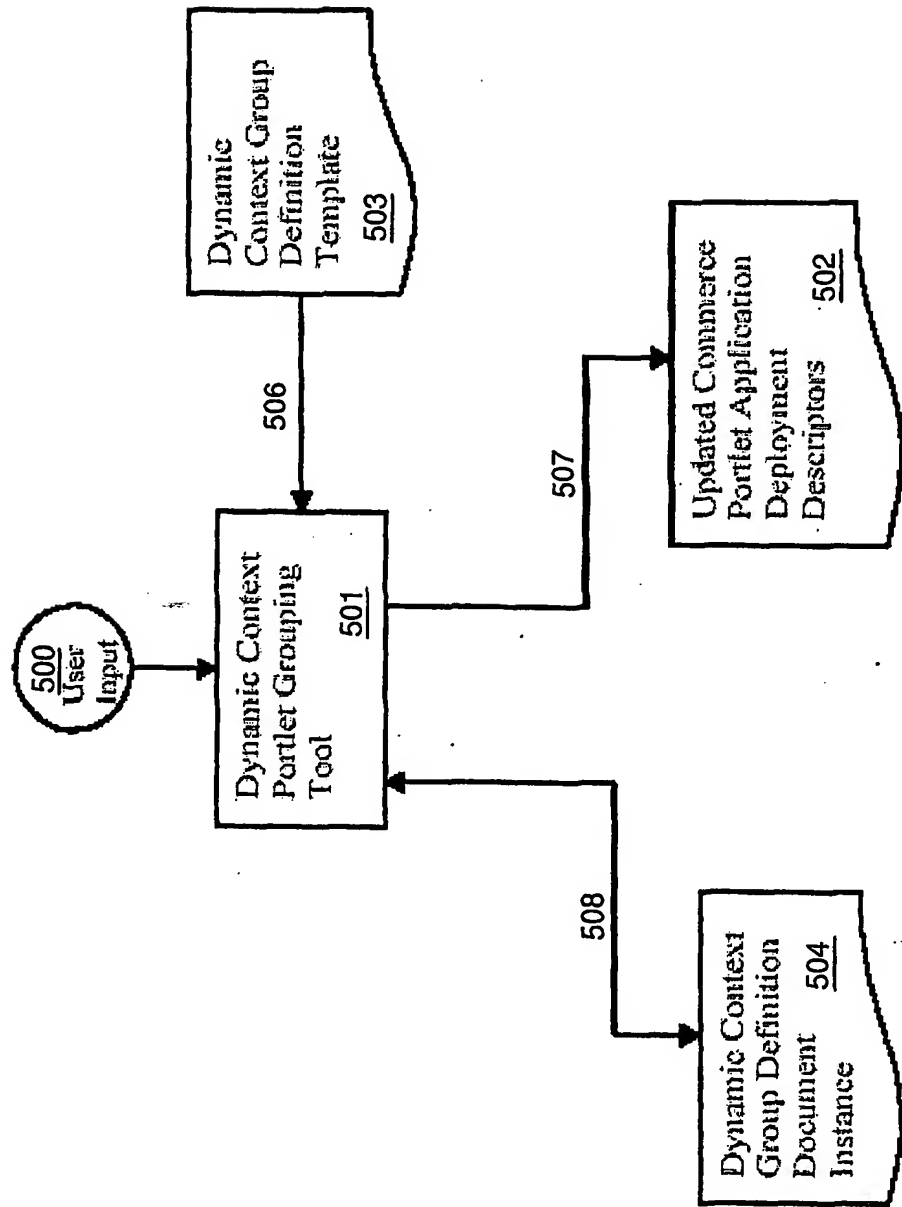 500
User
Input
Dynamic Context
Portlet Grouping
Tool
501
506
Dynamic
Context Group
Definition
Template
503
508
507
Dynamic Context
Group Definition
Document
Instance
504
Updated Commerce
Portlet Application
Deployment
Descriptors
502